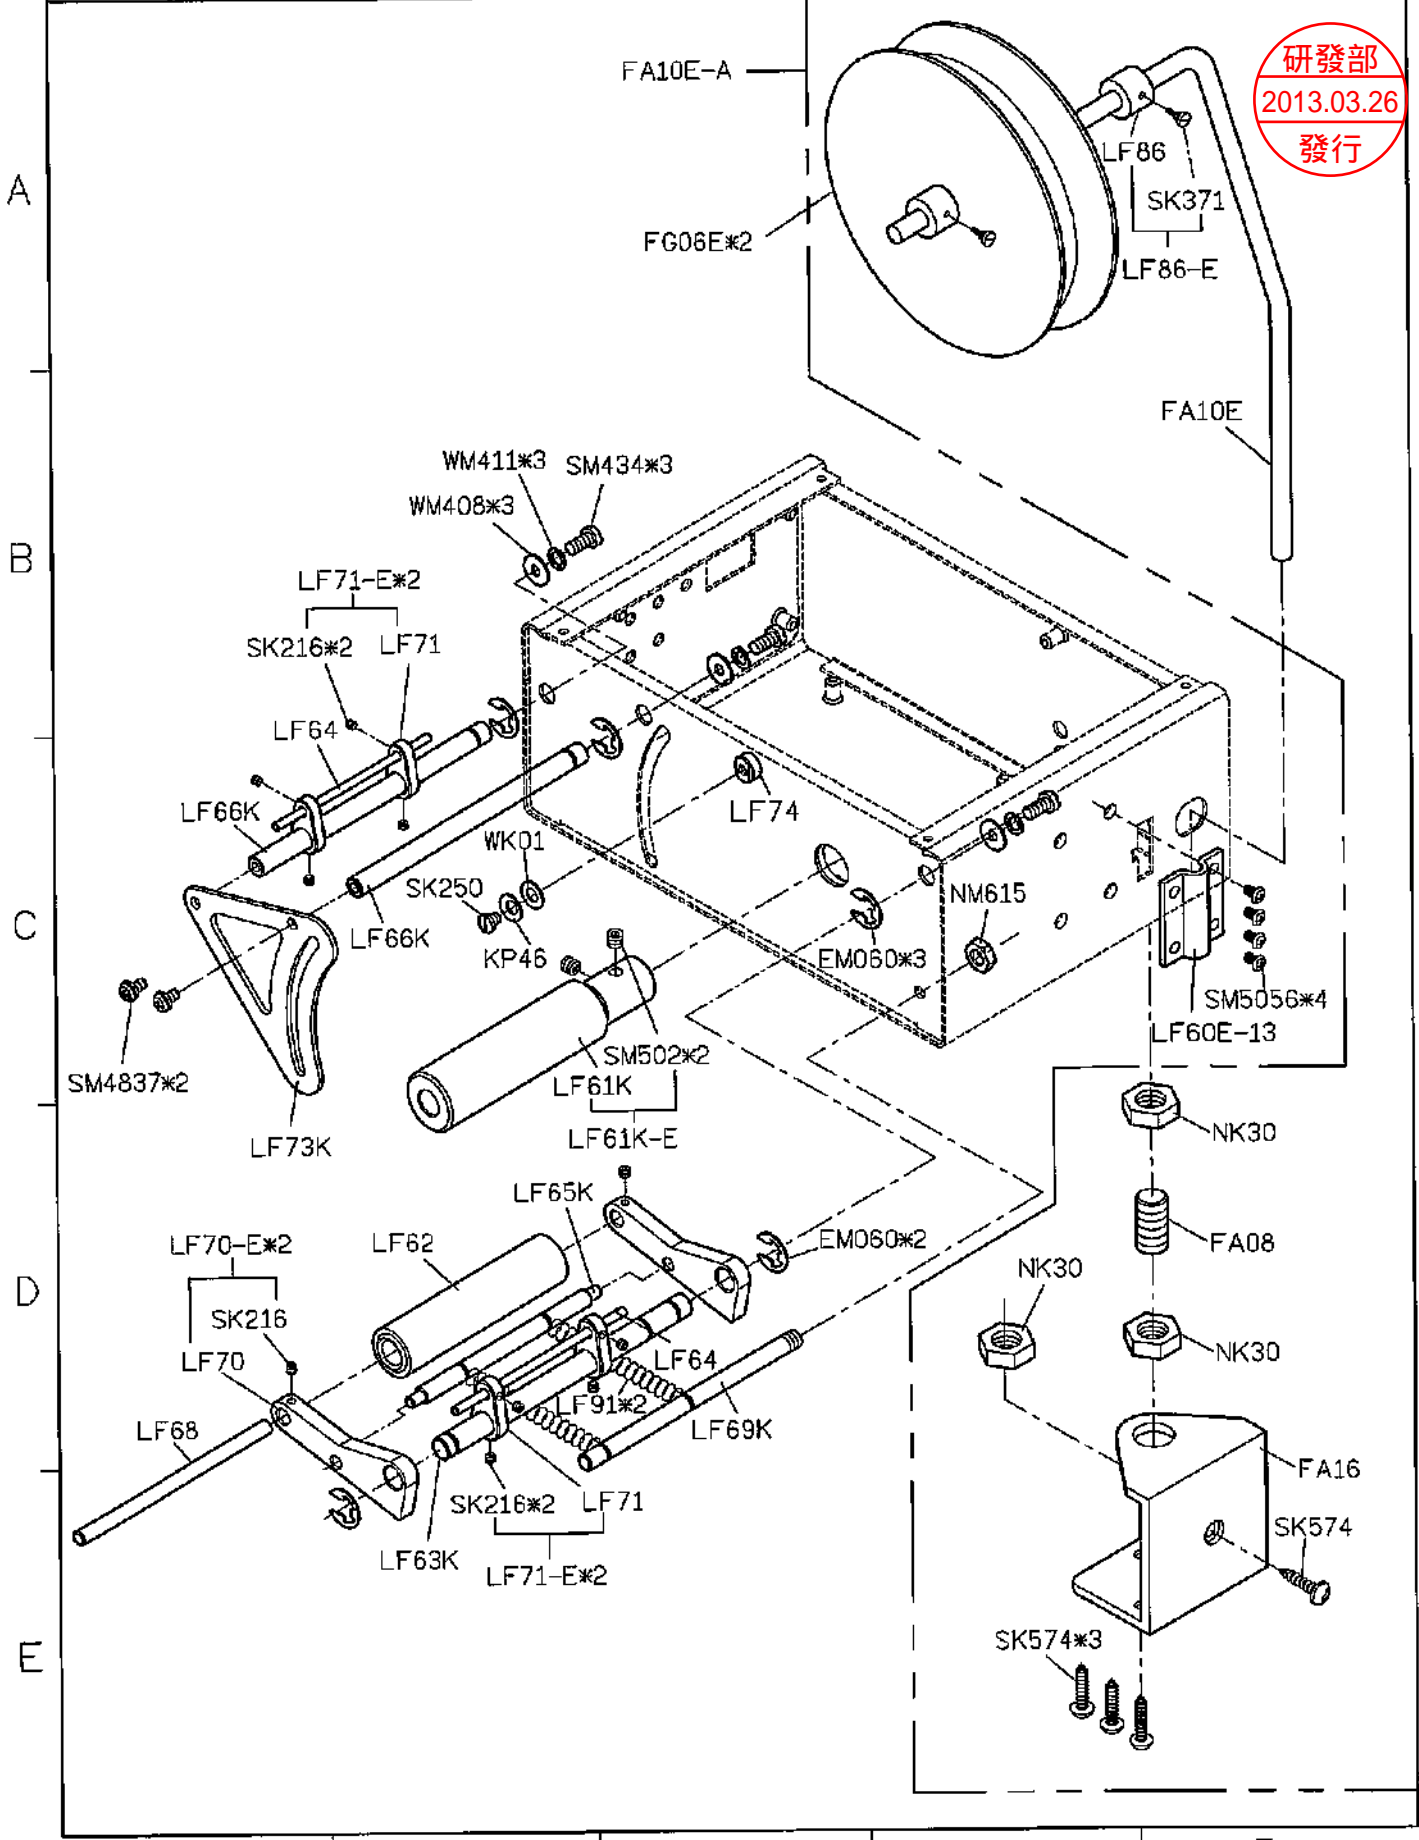 FA10E-A
研發部
2013.03.26
發行
LF86
SK371
LF86-E
FG06E*2
A
FA10E
WM411*3
SM434*3
WM408*3
B
LF71-E*2
SK216*2
LF71
LF64
LF66K
LF74
WK01
SK250
KP46
LF66K
NM615
EM060*3
SM5056*4
LF60E-13
C
SM4837*2
SM502*2
LF61K
LF61K-E
LF73K
NK30
LF65K
LF70-E*2
LF62
EM060*2
FA08
NK30
D
SK216
LF70
LF64
NK30
LF91*2
LF68
LF69K
FA16
SK216*2
LF71
SK574
LF63K
LF71-E*2
SK574*3
E